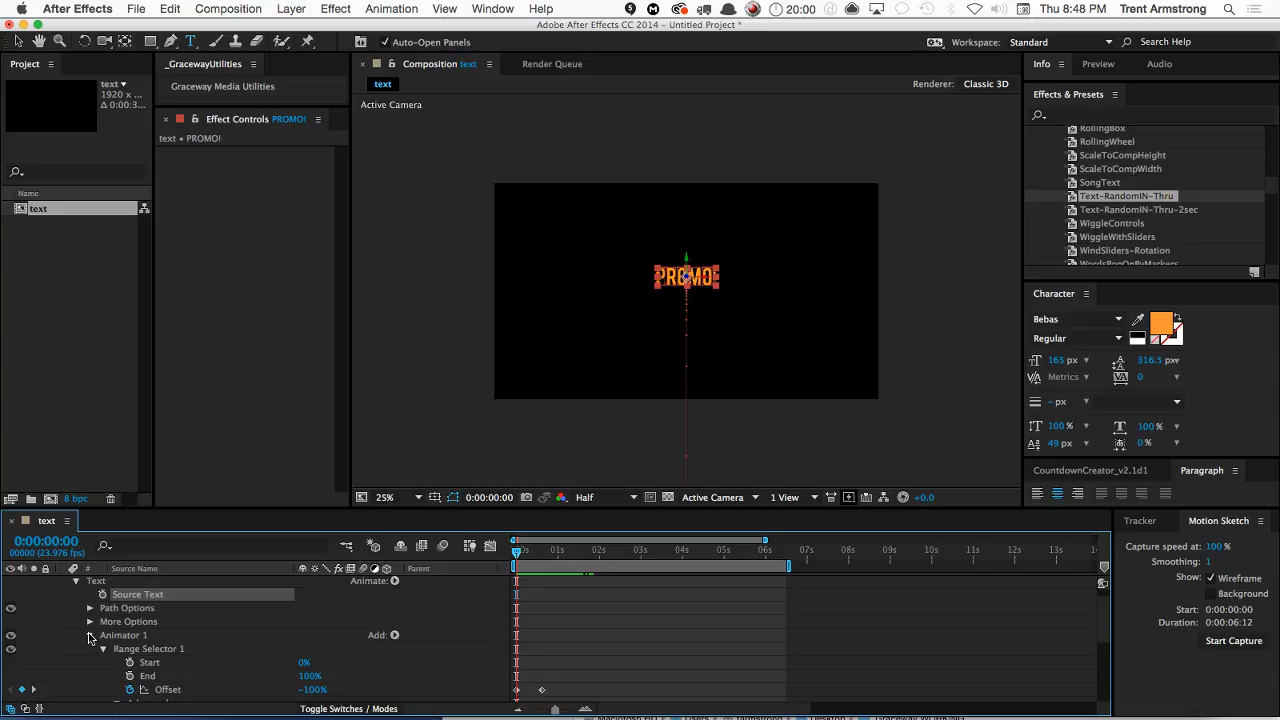 After Effects File Edit Composition Layer Effect Animation View Window Help 20:00 Thu 8:48 PM Trent Armstrong
Adobe After Effects CC 2014 - Untitled Project *
Auto-Open Panels Workspace: Standard Search Help
Project _GracewayUtilities Composition text Render Queue Info Preview Audio
text▼ Graceway Media Utilities text Renderer: Classic 3D
1920 x ...
Δ 0:00:3...
Active Camera
Effects & Presets
Effect Controls PROMO!
text • PROMO!
RollingBox
RollingWheel
ScaleToCompHeight
ScaleToCompWidth
SongText
Text-RandomIN-Thru
Text-RandomIN-Thru-2sec
WiggleControls
WiggleWithSliders
WindSliders-Rotation
WordsPopOnByMarkers
Name
text
PROMO
Character
Bebas
Regular
165 px 316.5 px
Metrics 0
– px
100 % 100 %
49 px 0 %
CountdownCreator_v2.1d1 Paragraph
8 bpc 25% 0:00:00:00 Half Active Camera 1 View +0.0
text Tracker Motion Sketch
0:00:00:00
00000 (23.976 fps)
01s 02s 03s 04s 05s 06s 07s 08s 09s 10s 11s 12s 13s
# Source Name Parent
Text Animate:
Source Text
Path Options
More Options
Animator 1 Add:
Range Selector 1
Start 0%
End 100%
Offset -100%
Toggle Switches / Modes
Capture speed at: 100 %
Smoothing: 1
Show: Wireframe
Background
Start: 0:00:00:00
Duration: 0:00:06:12
Start Capture